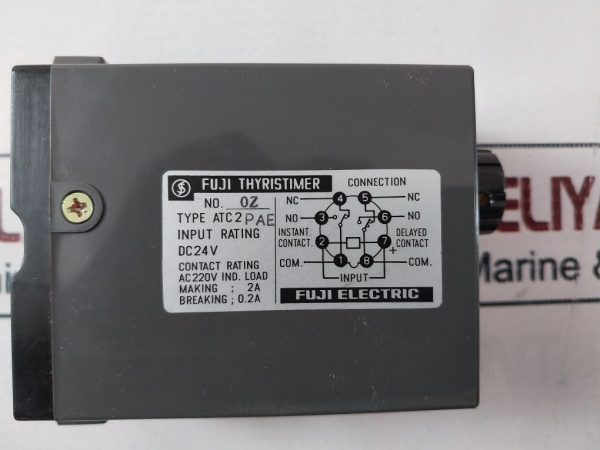 FUJI THYRISTIMER
NO. OZ
TYPE ATC2PAE
INPUT RATING
DC24V
CONTACT RATING
AC220V IND. LOAD
MAKING ; 2A
BREAKING ; 0.2A
CONNECTION
NC 4 5 NC
NO 3 6 NO
INSTANT. CONTACT 2 7 DELAYED CONTACT
+
COM. 1 8 COM.
INPUT
FUJI ELECTRIC
ELIYA
Marine &